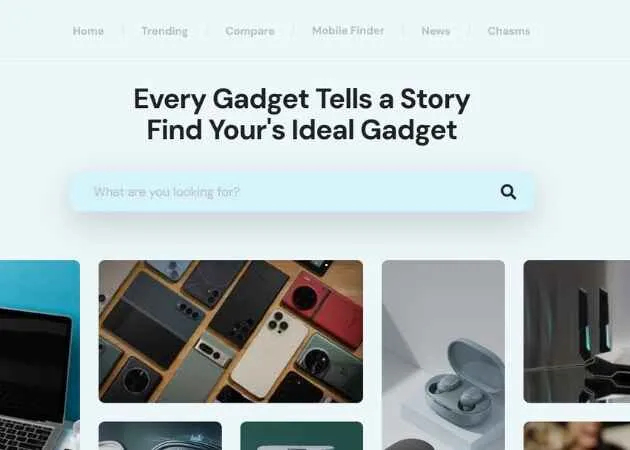 Home Trending Compare Mobile Finder News Chasms
Every Gadget Tells a Story
Find Your's Ideal Gadget
What are you looking for?